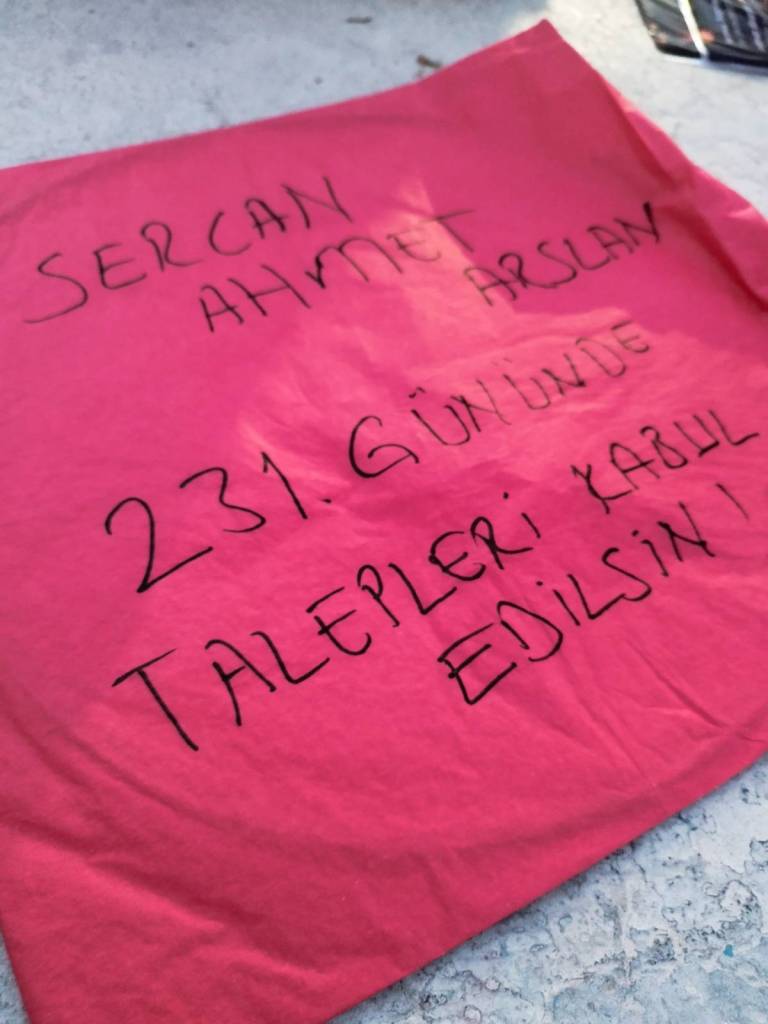 SERCAN
AHMET
ARSLAN
231. GÜNÜNDE
TALEPLERİ KABUL
EDİLSİN!